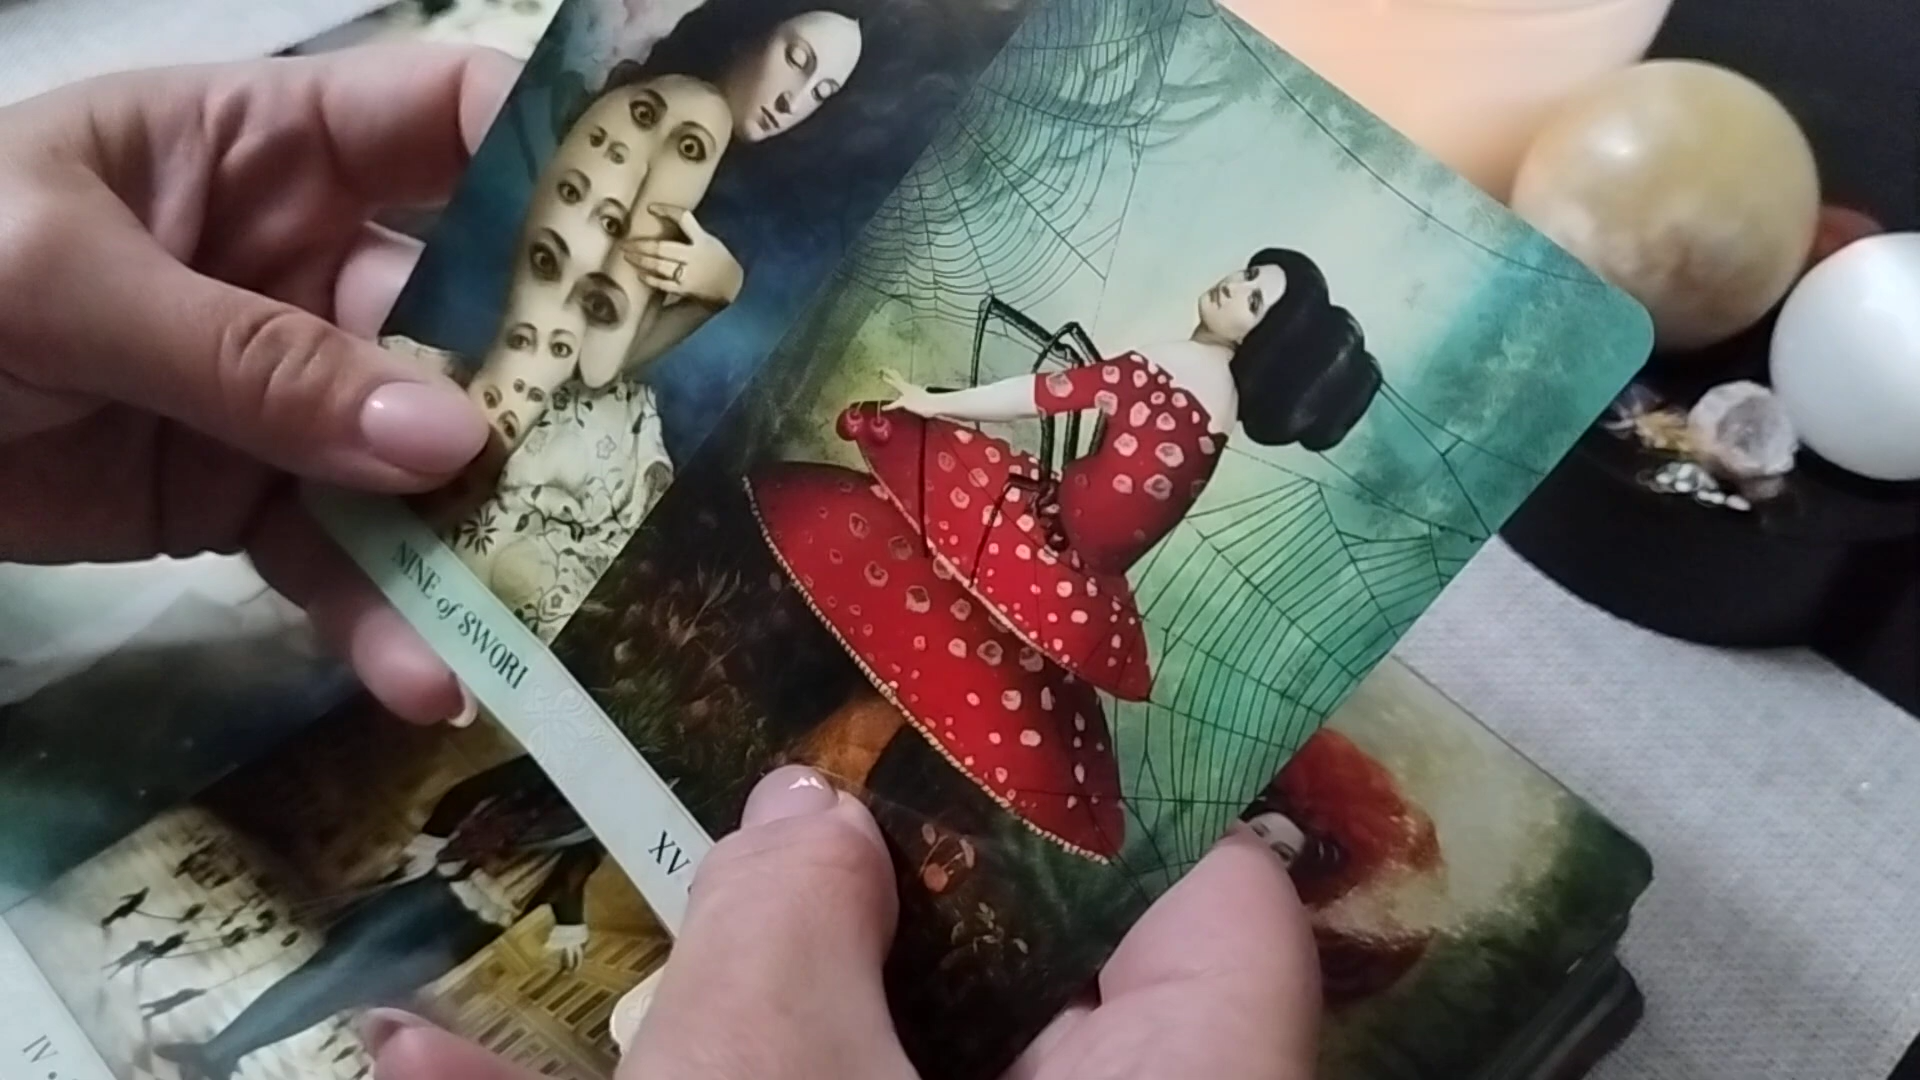 NINE of SWORI
XV
IV •